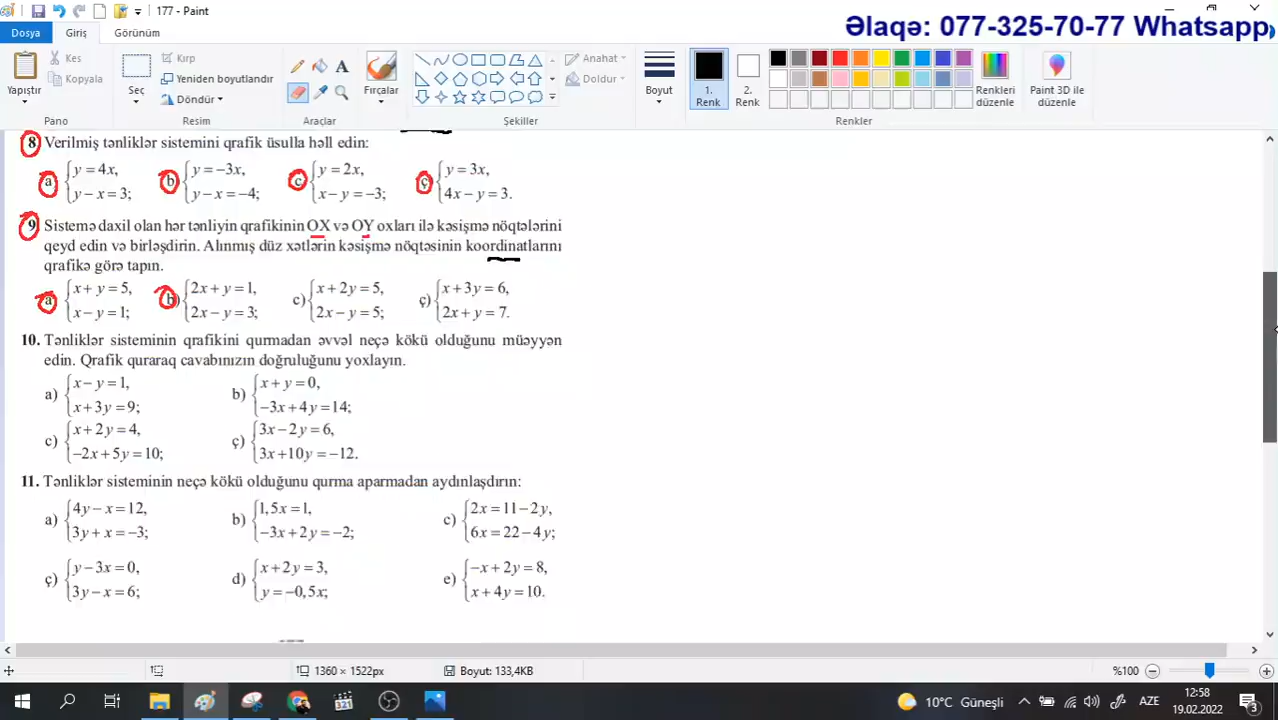 177 - Paint
Əlaqə: 077-325-70-77 Whatsapp
Dosya Giriş Görünüm
Yapıştır Kes Kopyala Seç Kırp Yeniden boyutlandır Döndür Fırçalar Anahat Doldur Boyut 1. Renk 2. Renk Renkleri düzenle Paint 3D ile düzenle
Pano Resim Araçlar Şekiller Renkler
8 Verilmiş tənliklər sistemini qrafik üsulla həll edin:
a {y = 4x, b {y = −3x, c {y = 2x, ç {y = 3x,
y − x = 3; y − x = −4; x − y = −3; 4x − y = 3.
9. Sistemə daxil olan hər tənliyin qrafikinin OX və OY oxları ilə kəsişmə nöqtələrini
qeyd edin və birləşdirin. Alınmış düz xətlərin kəsişmə nöqtəsinin koordinatlarını
qrafikə görə tapın.
a {x + y = 5, b) {2x + y = 1, c) {x + 2y = 5, ç) {x + 3y = 6,
x − y = 1; 2x − y = 3; 2x − y = 5; 2x + y = 7.
10. Tənliklər sisteminin qrafikini qurmadan əvvəl neçə kökü olduğunu müəyyən
edin. Qrafik quraraq cavabınızın doğruluğunu yoxlayın.
a) {x − y = 1, b) {x + y = 0,
x + 3y = 9; −3x + 4y = 14;
c) {x + 2y = 4, ç) {3x − 2y = 6,
−2x + 5y = 10; 3x + 10y = −12.
11. Tənliklər sisteminin neçə kökü olduğunu qurma aparmadan aydınlaşdırın:
a) {4y − x = 12, b) {1,5x = 1, c) {2x = 11 − 2y,
3y + x = −3; −3x + 2y = −2; 6x = 22 − 4y;
ç) {y − 3x = 0, d) {x + 2y = 3, e) {−x + 2y = 8,
3y − x = 6; y = −0,5x; x + 4y = 10.
1360 × 1522px Boyut: 133,4KB %100
10°C Güneşli AZE 12:58
19.02.2022 3